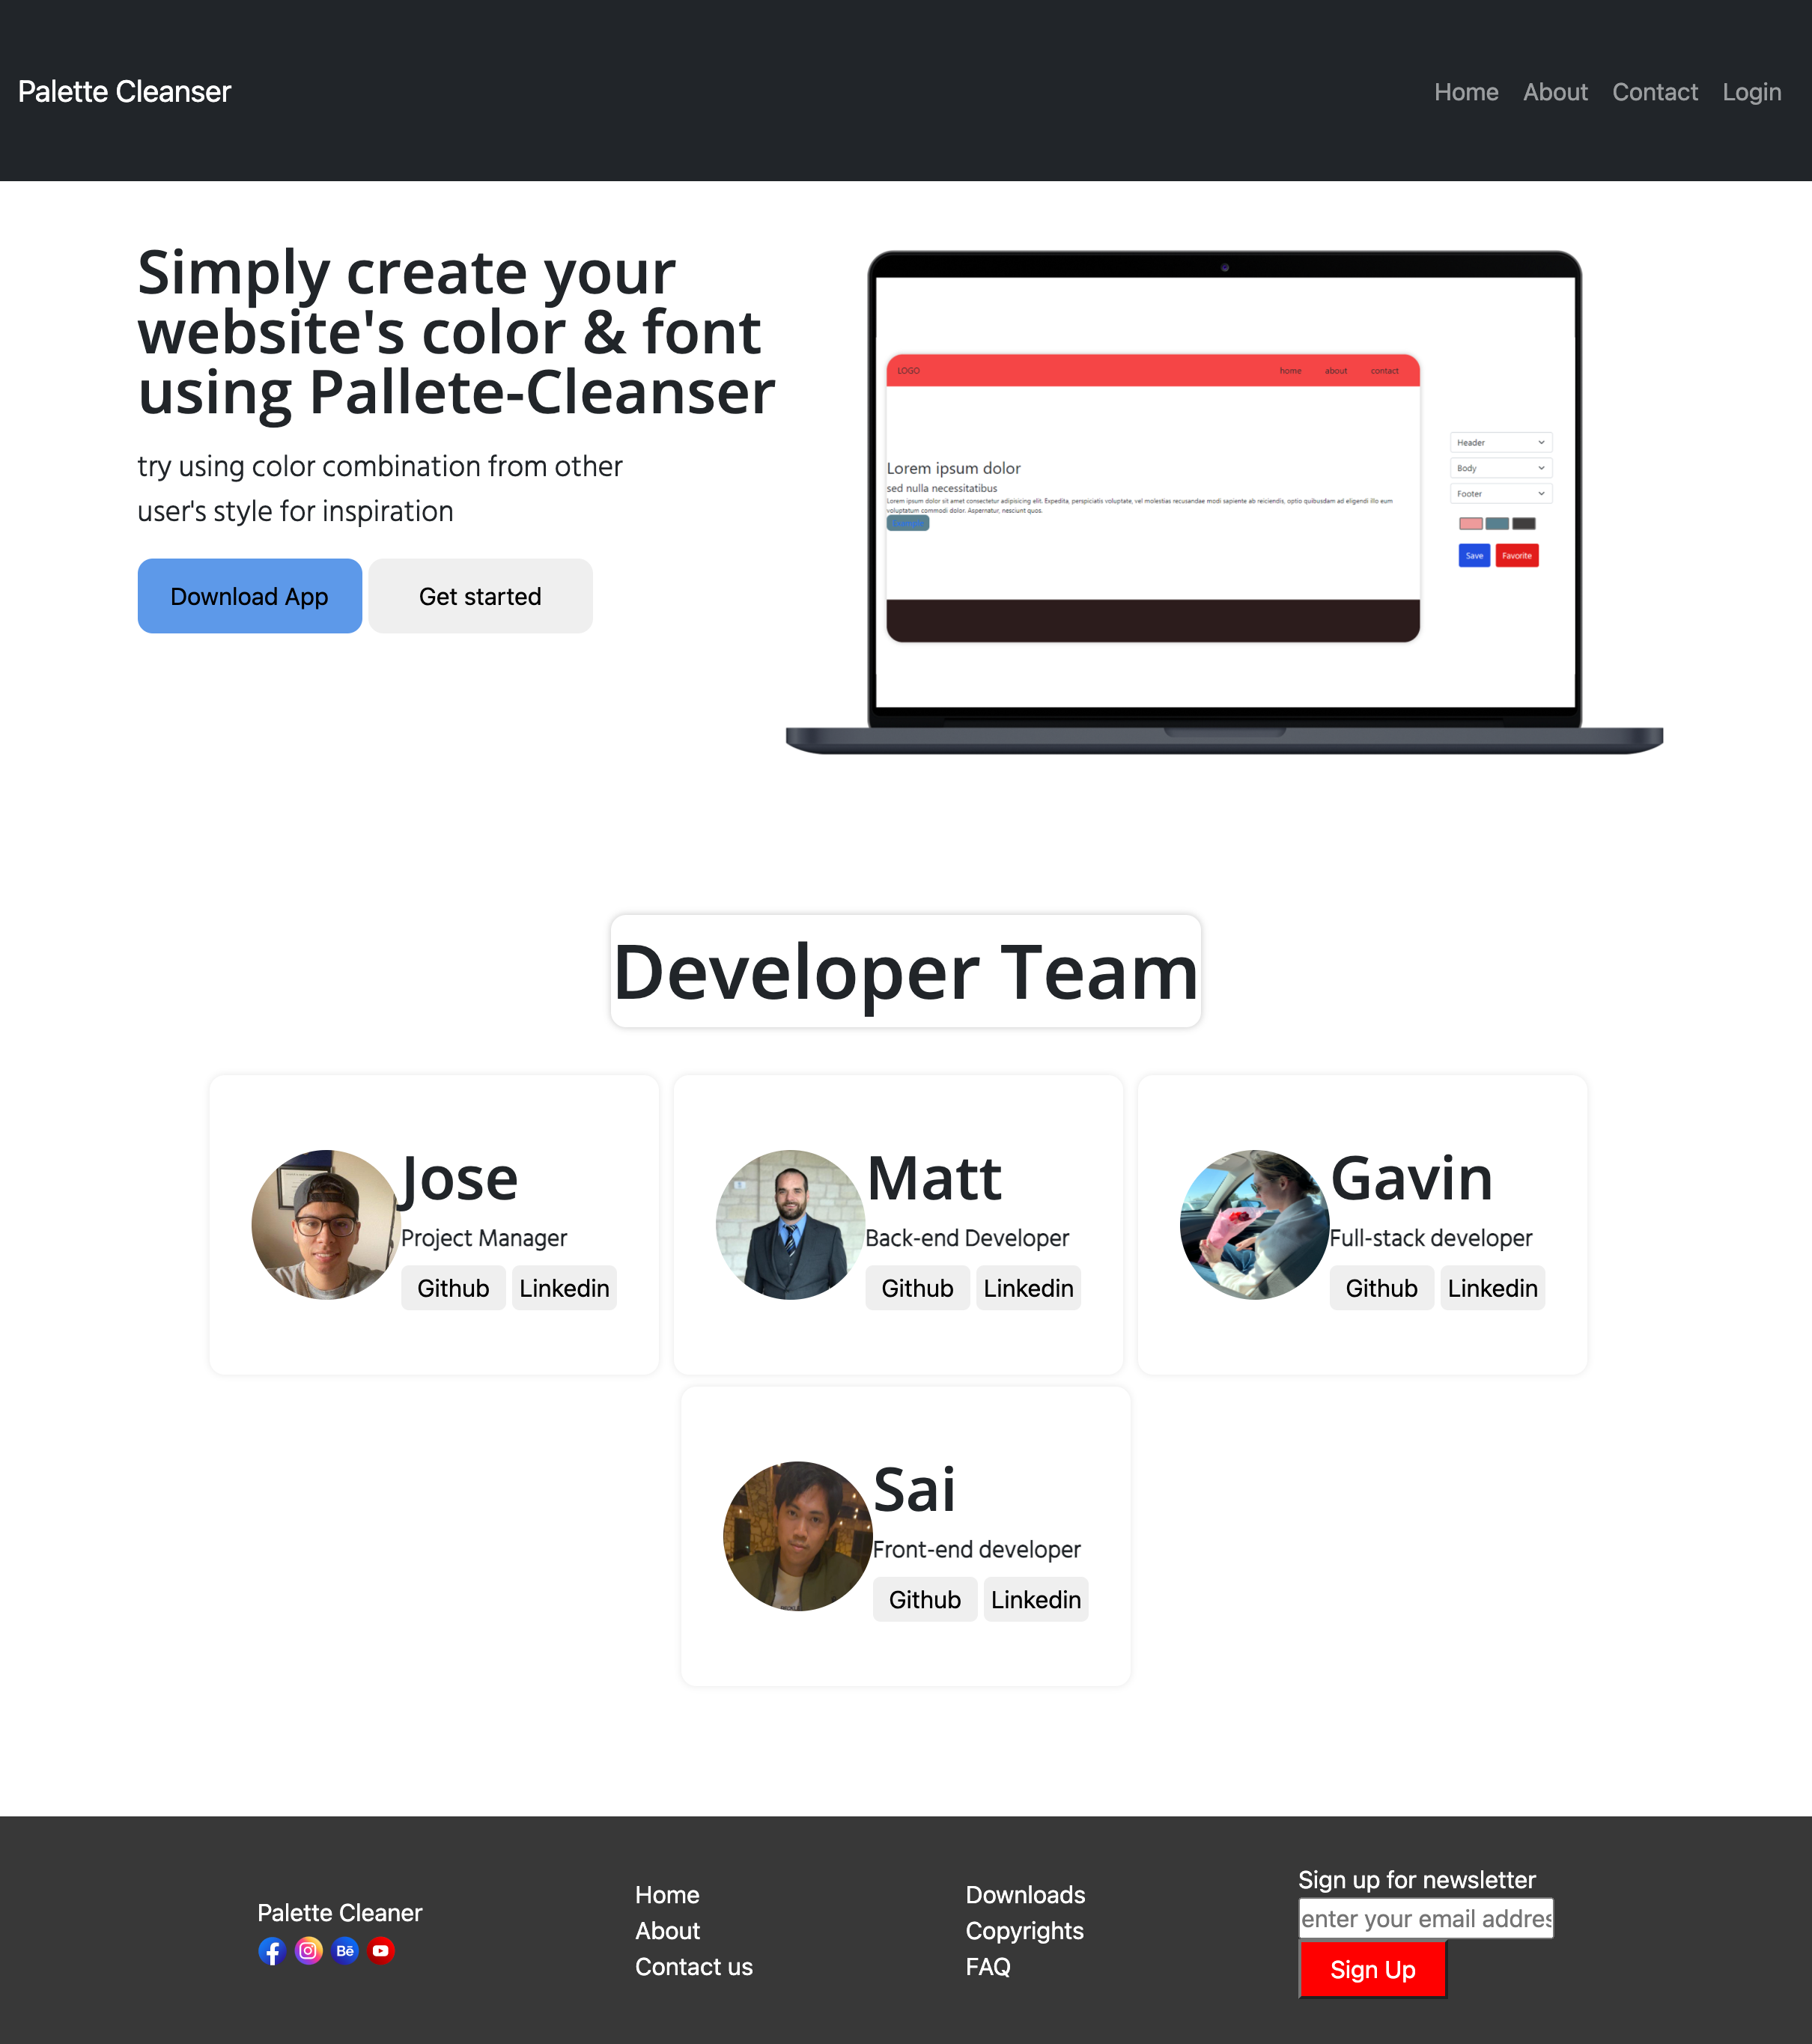 Palette Cleanser
Home About Contact Login
Simply create your
website's color & font
using Pallete-Cleanser
try using color combination from other
user's style for inspiration
Download App Get started
LOGO home about contact
Lorem ipsum dolor
sed nulla necessitatibus
Lorem ipsum dolor sit amet consectetur adipisicing elit. Expedita, perspiciatis voluptate, vel molestias recusandae modi sapiente ab reiciendis, optio quibusdam ad eligendi illo eum
voluptatum commodi dolor. Aspernatur, nesciunt quos.
Header
Body
Footer
Save Favorite
Developer Team
Jose
Project Manager
Github Linkedin
Matt
Back-end Developer
Github Linkedin
Gavin
Full-stack developer
Github Linkedin
Sai
Front-end developer
Github Linkedin
Palette Cleaner
Bē
Home
About
Contact us
Downloads
Copyrights
FAQ
Sign up for newsletter
enter your email addres
Sign Up